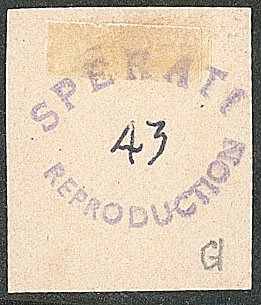 SPERATI
43
REPRODUCTION
G